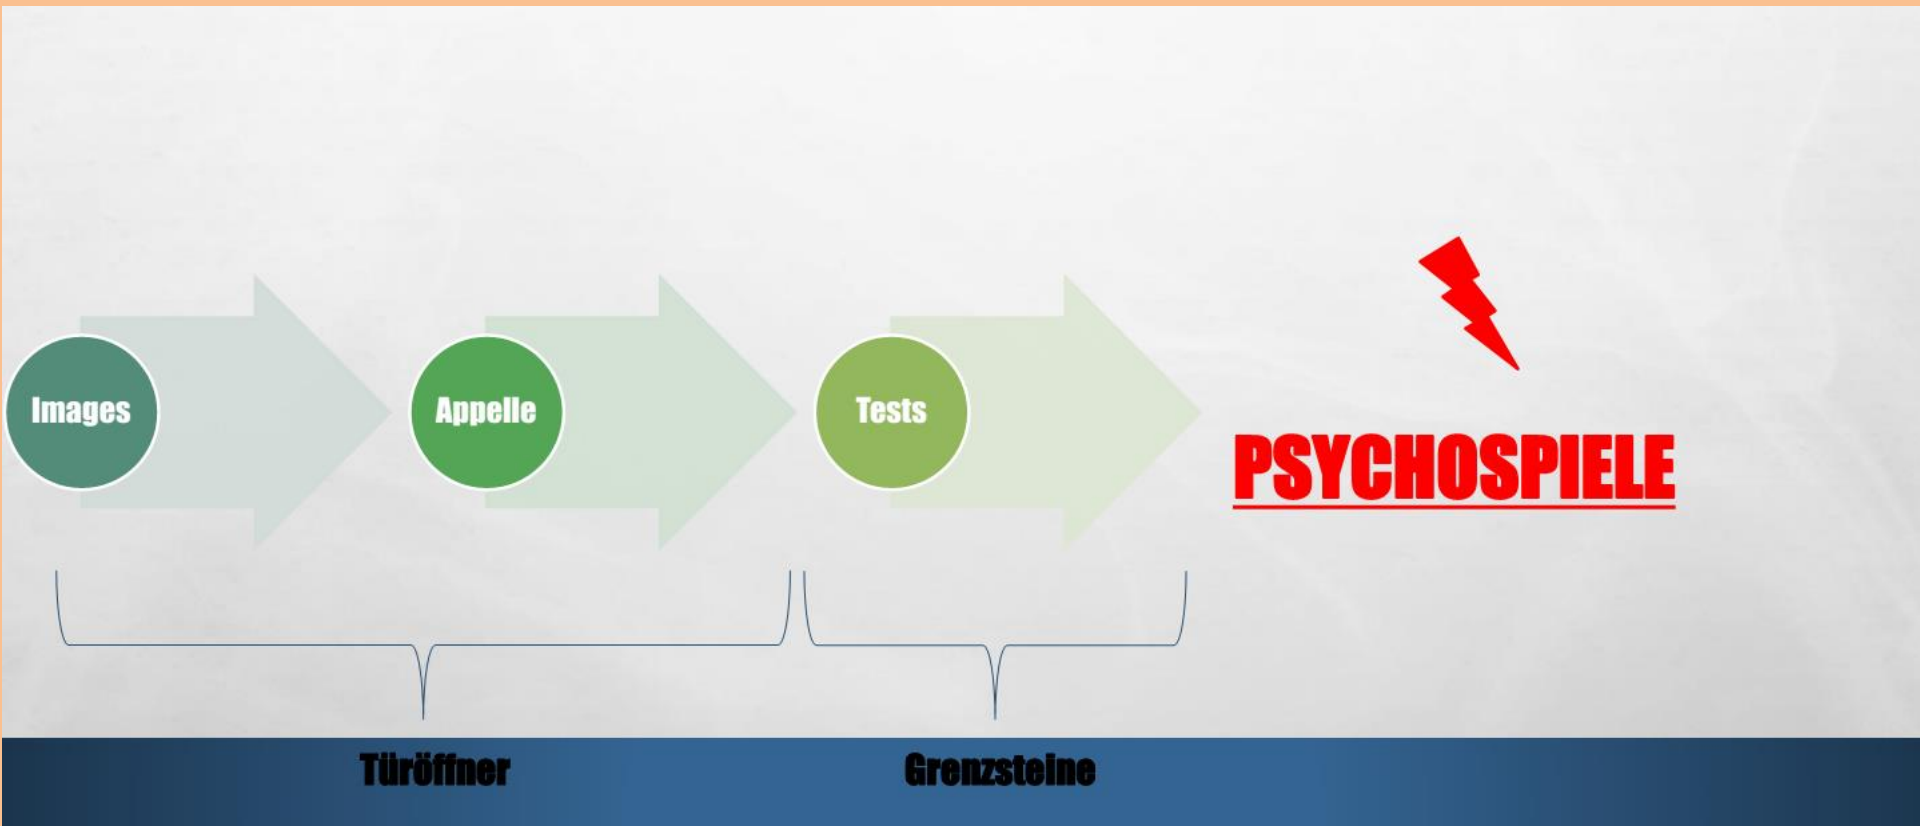 Images
Appelle
Tests
PSYCHOSPIELE
Türöffner
Grenzsteine